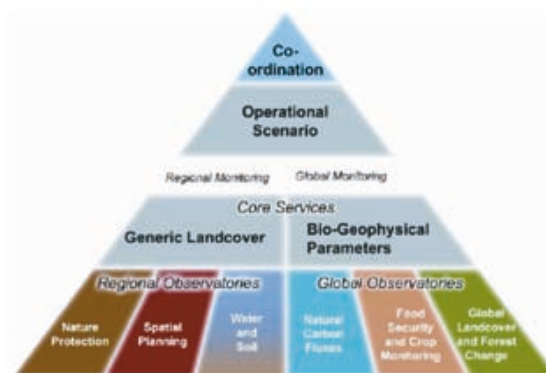 Co-
ordination
Operational
Scenario
Regional Monitoring
Global Monitoring
Core Services
Generic Landcover
Bio-Geophysical
Parameters
Regional Observatories
Global Observatories
Nature
Protection
Spatial
Planning
Water
and
Soil
Natural
Carbon
Fluxes
Food
Security
and Crop
Monitoring
Global
Landcover
and Forest
Change